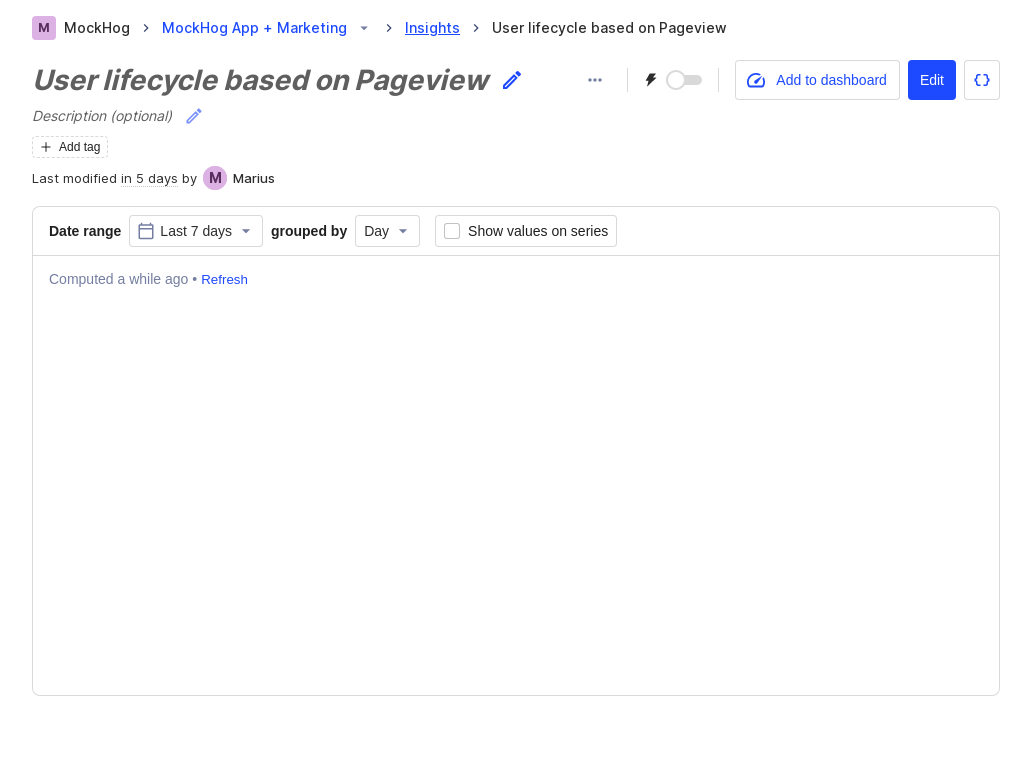 M MockHog MockHog App + Marketing Insights User lifecycle based on Pageview
User lifecycle based on Pageview Add to dashboard Edit {}
Description (optional)
Add tag
Last modified in 5 days by M Marius
Date range Last 7 days grouped by Day Show values on series
Computed a while ago • Refresh